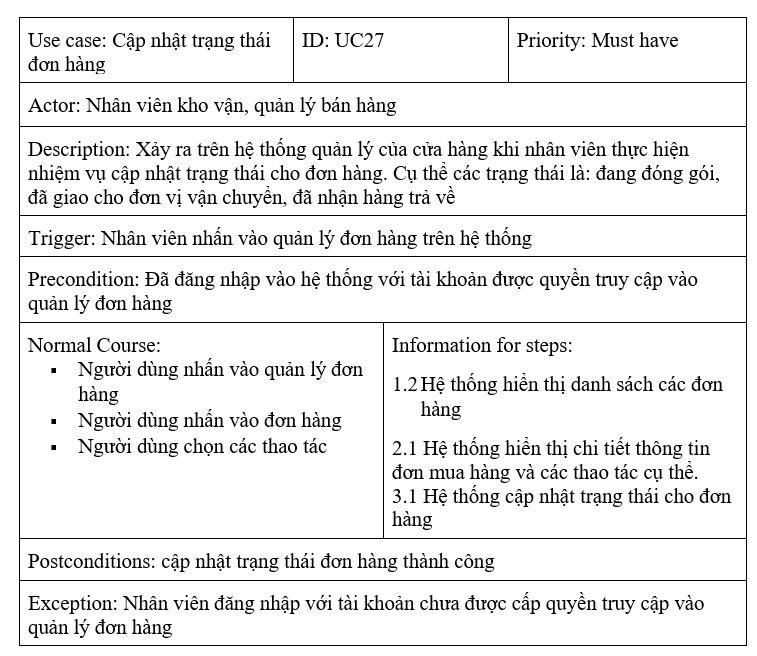 Use case: Cập nhật trạng thái
đơn hàng
ID: UC27
Priority: Must have
Actor: Nhân viên kho vận, quản lý bán hàng
Description: Xảy ra trên hệ thống quản lý của cửa hàng khi nhân viên thực hiện
nhiệm vụ cập nhật trạng thái cho đơn hàng. Cụ thể các trạng thái là: đang đóng gói,
đã giao cho đơn vị vận chuyển, đã nhận hàng trả về
Trigger: Nhân viên nhấn vào quản lý đơn hàng trên hệ thống
Precondition: Đã đăng nhập vào hệ thống với tài khoản được quyền truy cập vào
quản lý đơn hàng
Normal Course:
▪ Người dùng nhấn vào quản lý đơn
hàng
▪ Người dùng nhấn vào đơn hàng
▪ Người dùng chọn các thao tác
Information for steps:
1.2 Hệ thống hiển thị danh sách các đơn
hàng
2.1 Hệ thống hiển thị chi tiết thông tin
đơn mua hàng và các thao tác cụ thể.
3.1 Hệ thống cập nhật trạng thái cho đơn
hàng
Postconditions: cập nhật trạng thái đơn hàng thành công
Exception: Nhân viên đăng nhập với tài khoản chưa được cấp quyền truy cập vào
quản lý đơn hàng